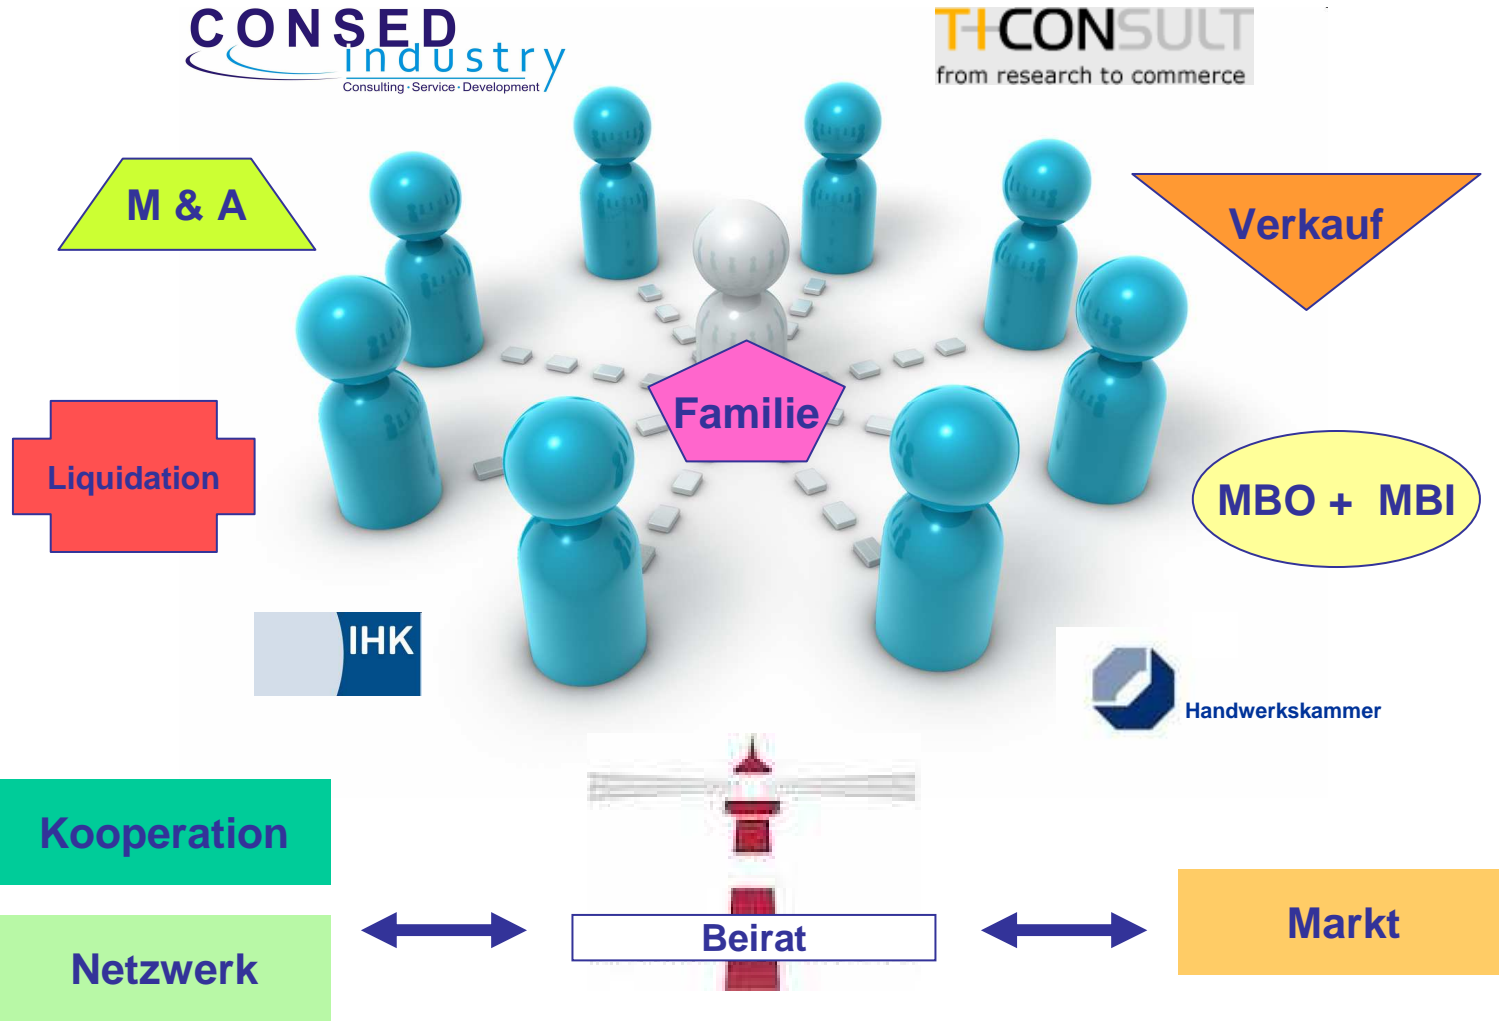 CONSED
industry
Consulting · Service · Development
TI-CONSULT
from research to commerce
M & A
Verkauf
Familie
Liquidation
MBO + MBI
IHK
Handwerkskammer
Kooperation
Netzwerk
Beirat
Markt